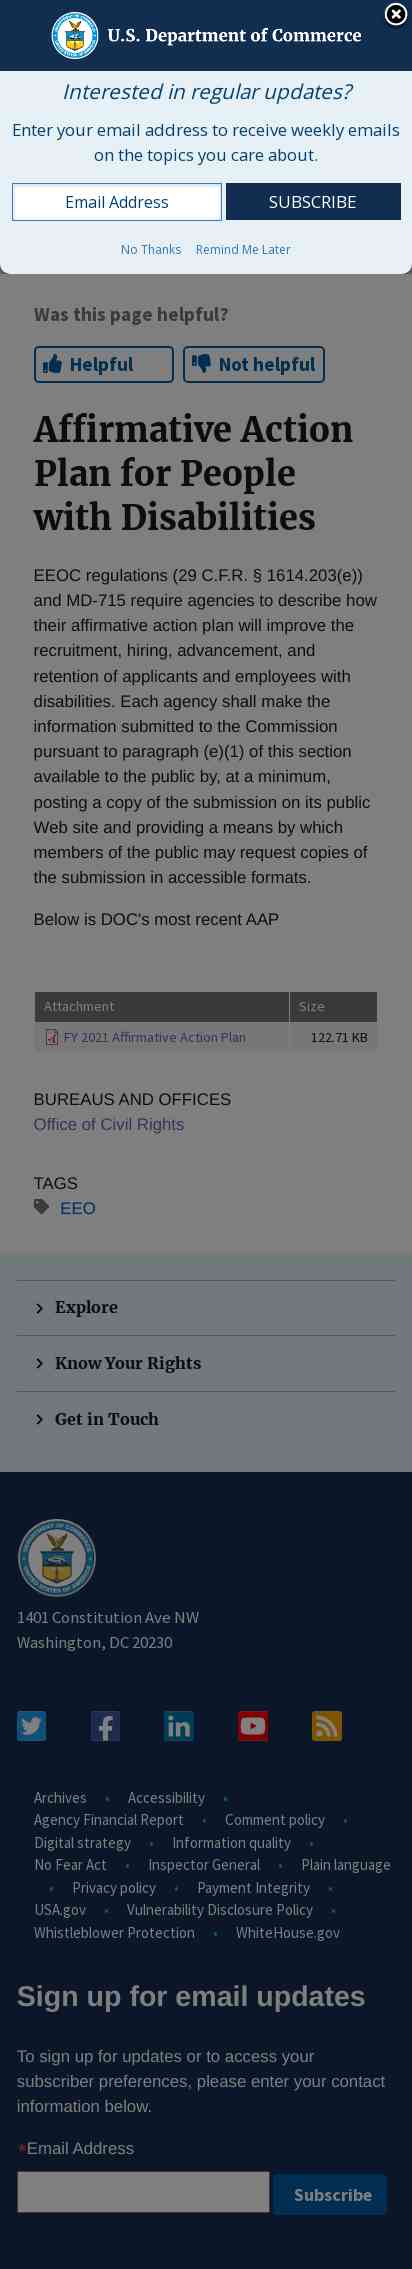 U.S. Department of Commerce
Interested in regular updates?
Enter your email address to receive weekly emails
on the topics you care about.
Email Address
SUBSCRIBE
No Thanks
Remind Me Later
Was this page helpful?
Helpful
Not helpful
Affirmative Action
Plan for People
with Disabilities
EEOC regulations (29 C.F.R. § 1614.203(e))
and MD-715 require agencies to describe how
their affirmative action plan will improve the
recruitment, hiring, advancement, and
retention of applicants and employees with
disabilities. Each agency shall make the
information submitted to the Commission
pursuant to paragraph (e)(1) of this section
available to the public by, at a minimum,
posting a copy of the submission on its public
Web site and providing a means by which
members of the public may request copies of
the submission in accessible formats.
Below is DOC's most recent AAP
Attachment Size
FY 2021 Affirmative Action Plan 122.71 KB
BUREAUS AND OFFICES
Office of Civil Rights
TAGS
EEO
Explore
Know Your Rights
Get in Touch
DEPARTMENT OF COMMERCE
UNITED STATES OF AMERICA
1401 Constitution Ave NW
Washington, DC 20230
Archives • Accessibility •
Agency Financial Report • Comment policy •
Digital strategy • Information quality •
No Fear Act • Inspector General • Plain language
• Privacy policy • Payment Integrity •
USA.gov • Vulnerability Disclosure Policy •
Whistleblower Protection • WhiteHouse.gov
Sign up for email updates
To sign up for updates or to access your
subscriber preferences, please enter your contact
information below.
*Email Address
Subscribe